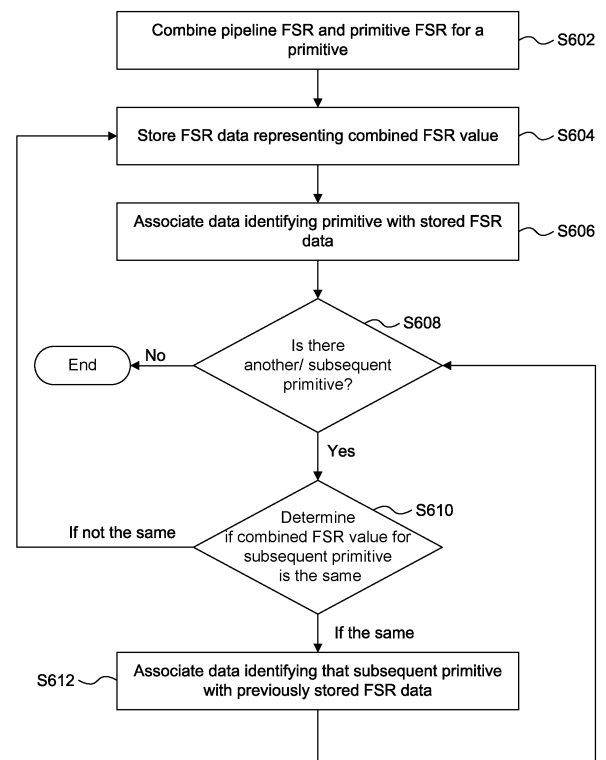 Combine pipeline FSR and primitive FSR for a
primitive
S602
Store FSR data representing combined FSR value
S604
Associate data identifying primitive with stored FSR
data
S606
S608
Is there
another/ subsequent
primitive?
No
End
Yes
S610
Determine
if combined FSR value for
subsequent primitive
is the same
If not the same
If the same
Associate data identifying that subsequent primitive
with previously stored FSR data
S612